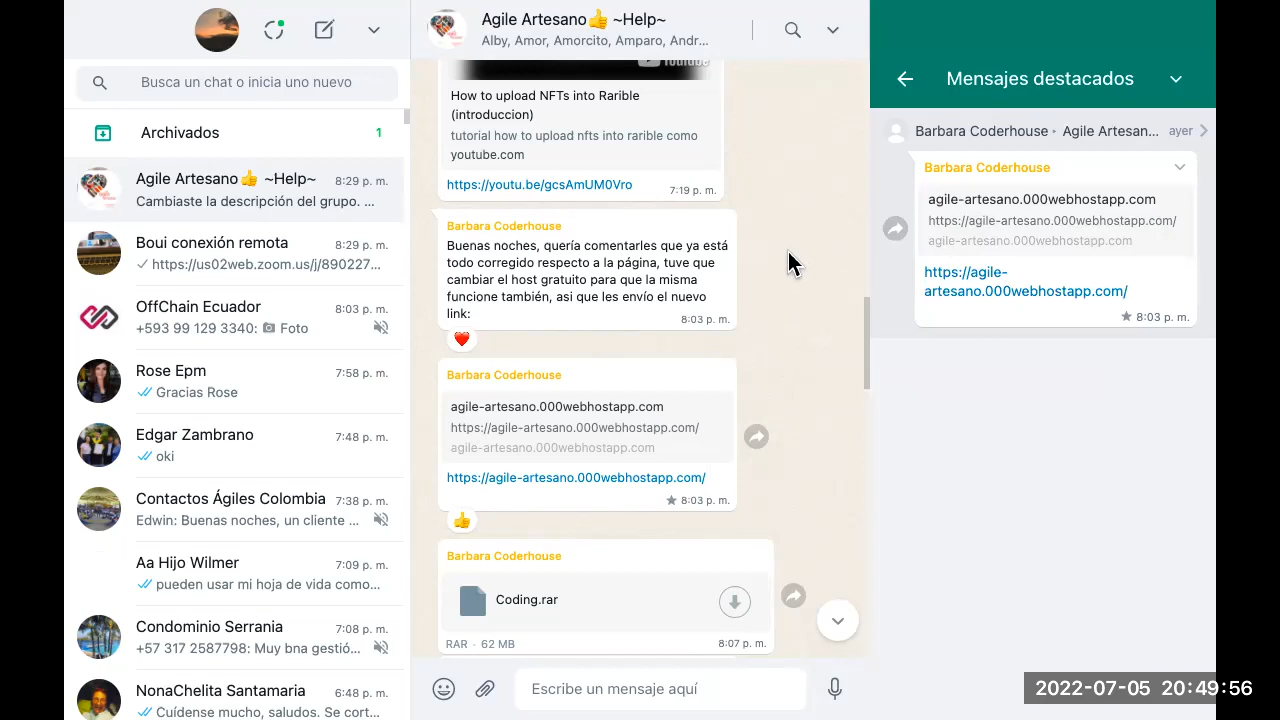 Busca un chat o inicia uno nuevo
Archivados 1
Agile Artesano👍 ~Help~ 8:29 p. m.
Cambiaste la descripción del grupo. ...
Boui conexión remota 8:29 p. m.
https://us02web.zoom.us/j/890227...
OffChain Ecuador 8:03 p. m.
+593 99 129 3340: 📷 Foto
Rose Epm 7:58 p. m.
Gracias Rose
Edgar Zambrano 7:48 p. m.
oki
Contactos Ágiles Colombia 7:38 p. m.
Edwin: Buenas noches, un cliente ...
Aa Hijo Wilmer 7:09 p. m.
pueden usar mi hoja de vida como...
Condominio Serrania 7:08 p. m.
+57 317 2587798: Muy bna gestió...
NonaChelita Santamaria 6:48 p. m.
Cuídense mucho, saludos. Se cort...
Agile Artesano👍 ~Help~
Alby, Amor, Amorcito, Amparo, Andr...
YouTube
How to upload NFTs into Rarible
(introduccion)
tutorial how to upload nfts into rarible como
youtube.com
https://youtu.be/gcsAmUM0Vro 7:19 p. m.
Barbara Coderhouse
Buenas noches, quería comentarles que ya está
todo corregido respecto a la página, tuve que
cambiar el host gratuito para que la misma
funcione también, asi que les envío el nuevo
link: 8:03 p. m.
❤️
Barbara Coderhouse
agile-artesano.000webhostapp.com
https://agile-artesano.000webhostapp.com/
agile-artesano.000webhostapp.com
https://agile-artesano.000webhostapp.com/
★ 8:03 p. m.
👍
Barbara Coderhouse
Coding.rar
RAR · 62 MB 8:07 p. m.
Escribe un mensaje aquí
Mensajes destacados
Barbara Coderhouse ▸ Agile Artesan... ayer
Barbara Coderhouse
agile-artesano.000webhostapp.com
https://agile-artesano.000webhostapp.com/
agile-artesano.000webhostapp.com
https://agile-
artesano.000webhostapp.com/
★ 8:03 p. m.
2022-07-05 20:49:56